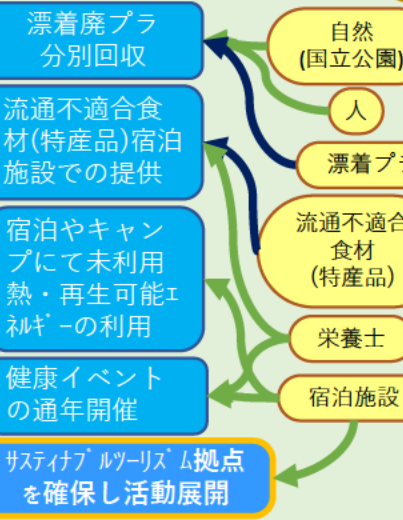 漂着廃プラ
分別回収
流通不適合食
材(特産品)宿泊
施設での提供
宿泊やキャン
プにて未利用
熱・再生可能ｴ
ﾈﾙｷﾞｰの利用
健康イベント
の通年開催
ｻｽﾃｨﾅﾌﾞﾙﾂｰﾘｽﾞﾑ拠点
を確保し活動展開
自然
(国立公園)
人
漂着プラ
流通不適合
食材
(特産品)
栄養士
宿泊施設